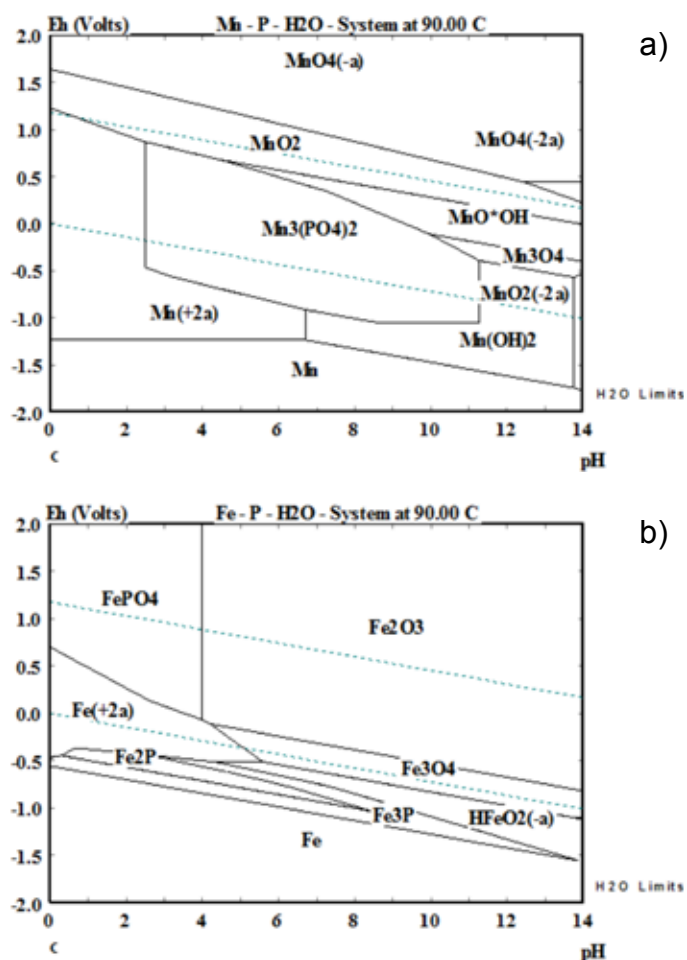 Eh (Volts) Mn - P - H2O - System at 90.00 C
a)
2.0
MnO4(-a)
1.5
MnO4(-2a)
1.0
MnO2
0.5
MnO*OH
0.0
Mn3(PO4)2
Mn3O4
-0.5
MnO2(-2a)
Mn(+2a)
-1.0
Mn(OH)2
-1.5
Mn
H2O Limits
-2.0
0 2 4 6 8 10 12 14
C pH
Eh (Volts) Fe - P - H2O - System at 90.00 C
b)
2.0
1.5
FePO4
1.0
Fe2O3
0.5
0.0
Fe(+2a)
-0.5
Fe2P
Fe3O4
-1.0
Fe3P
HFeO2(-a)
Fe
-1.5
H2O Limits
-2.0
0 2 4 6 8 10 12 14
C pH